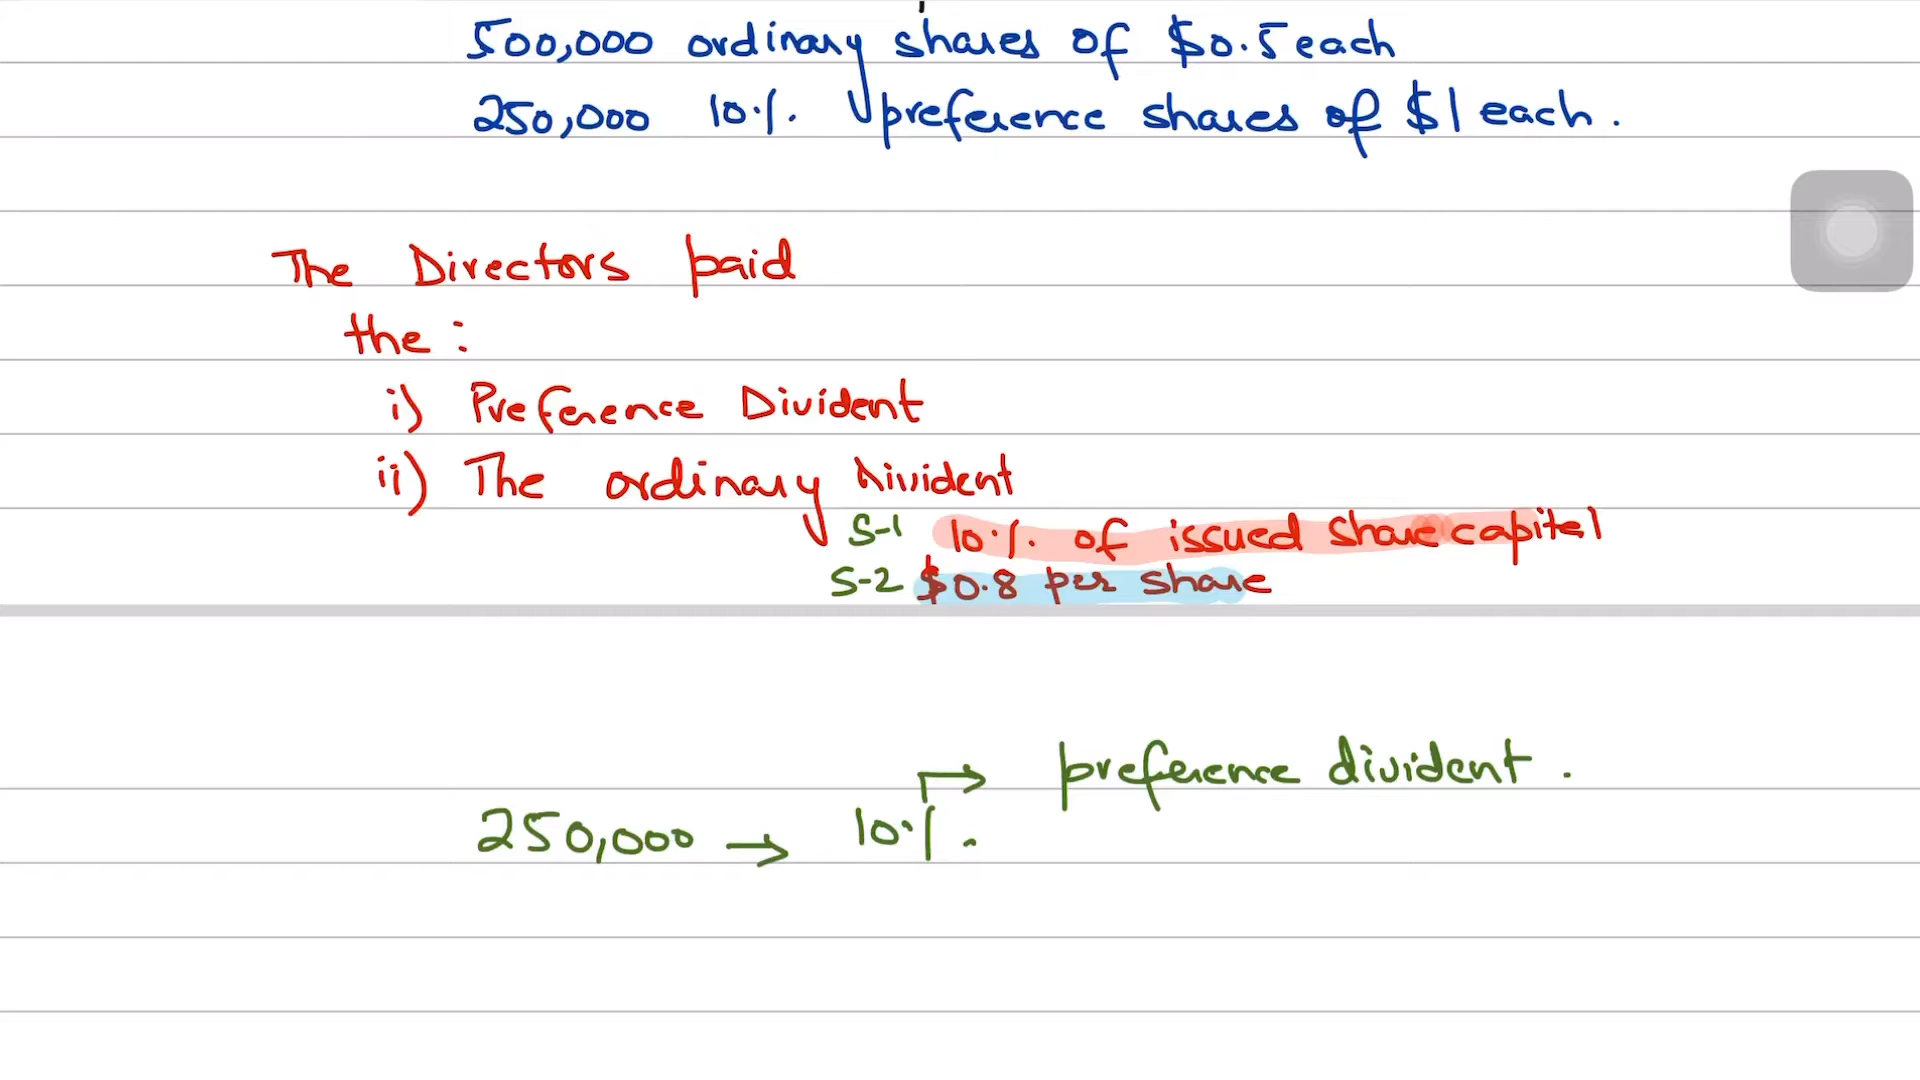 500,000 ordinary shares of $0.5 each
250,000 10% preference shares of $1 each.
The Directors paid
the :
i) Preference Divident
ii) The ordinary Divident
S-1 10% of issued share capital
S-2 $0.8 per share
preference divident.
250,000 → 10%.